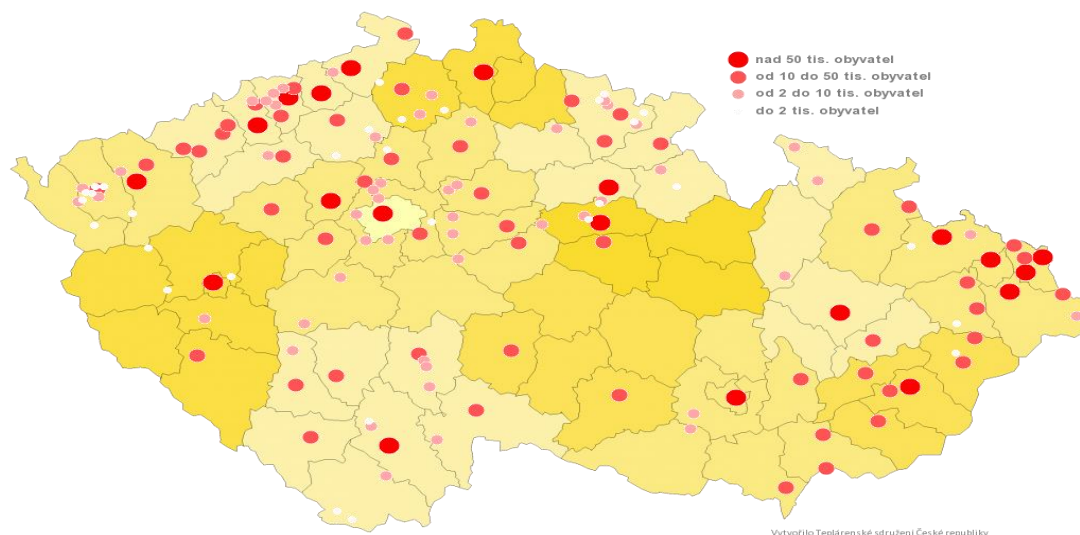 nad 50 tis. obyvatel
od 10 do 50 tis. obyvatel
od 2 do 10 tis. obyvatel
do 2 tis. obyvatel
Vytvořilo Teplárenské sdružení České republiky